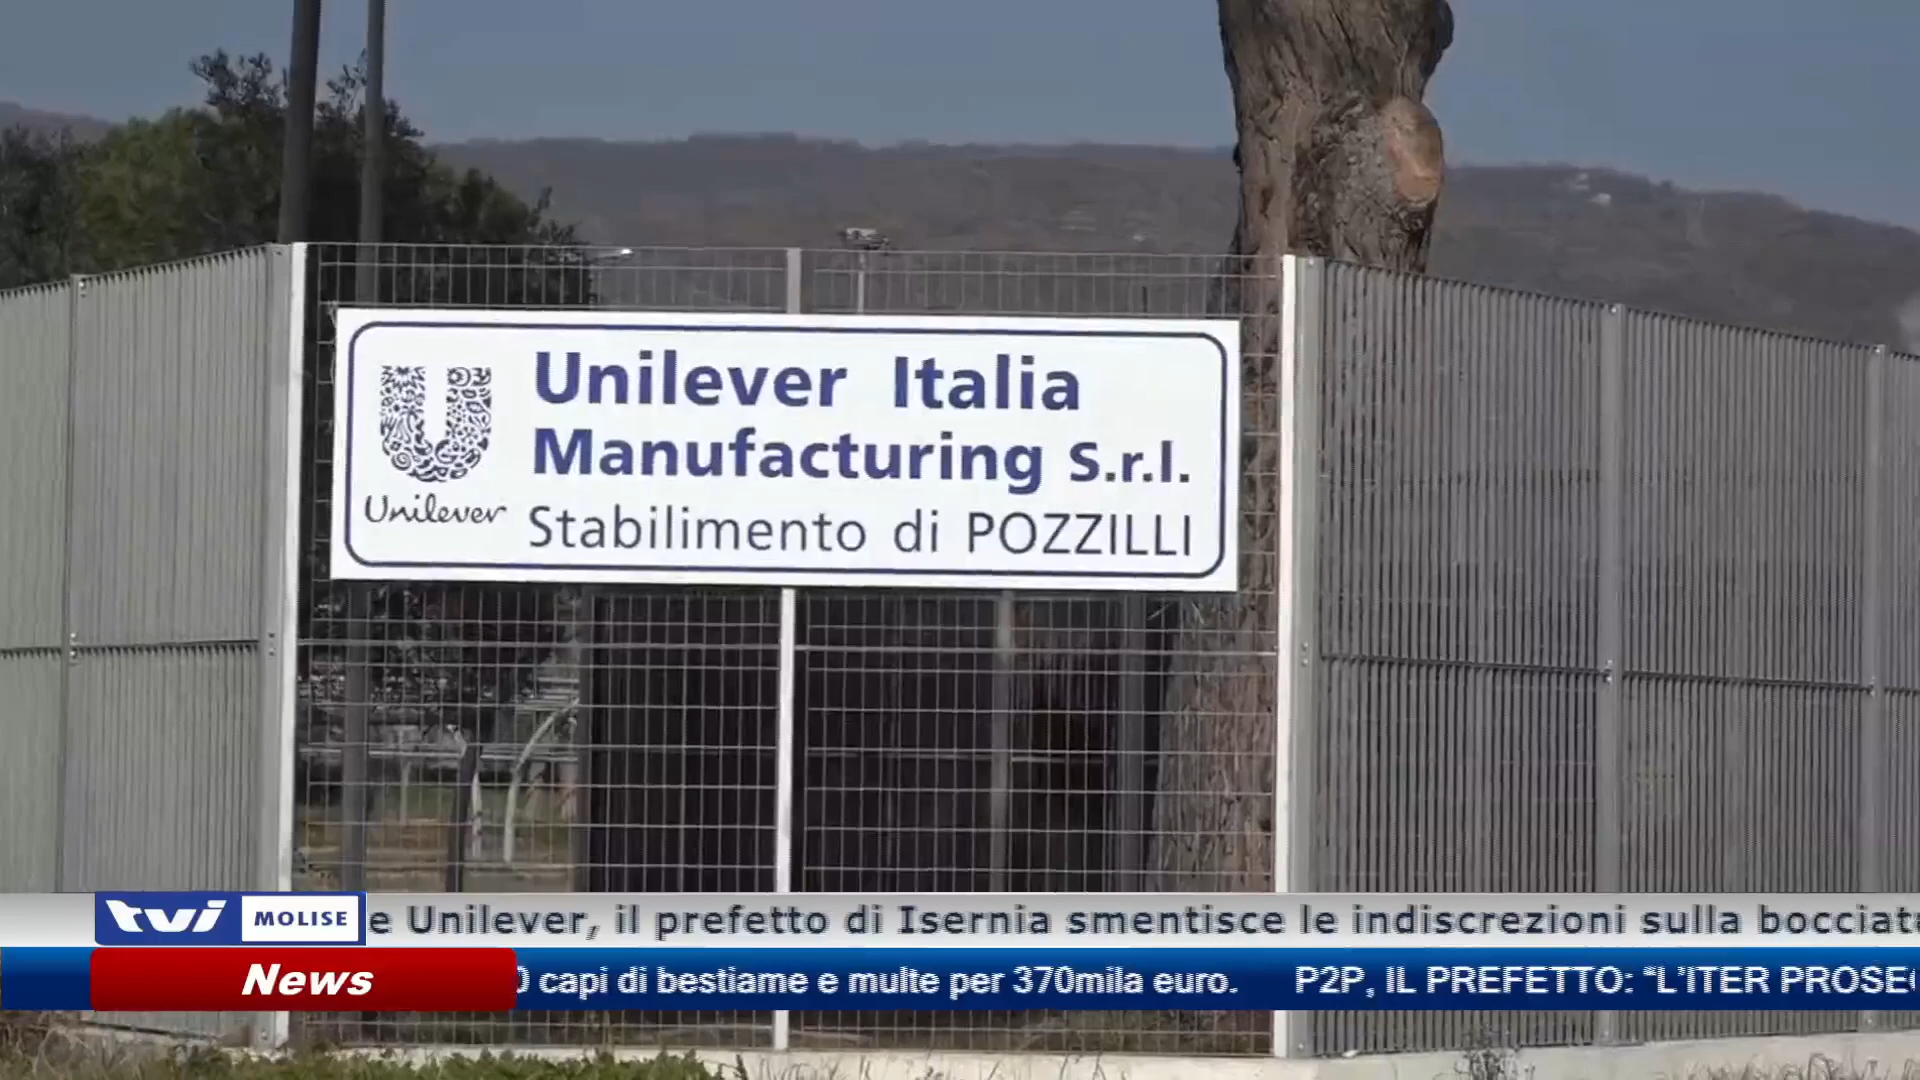 Unilever Italia
Manufacturing s.r.l.
Unilever
Stabilimento di POZZILLI
tvi MOLISE
e Unilever, il prefetto di Isernia smentisce le indiscrezioni sulla bocciat
News
0 capi di bestiame e multe per 370mila euro. P2P, IL PREFETTO: “L’ITER PROSE